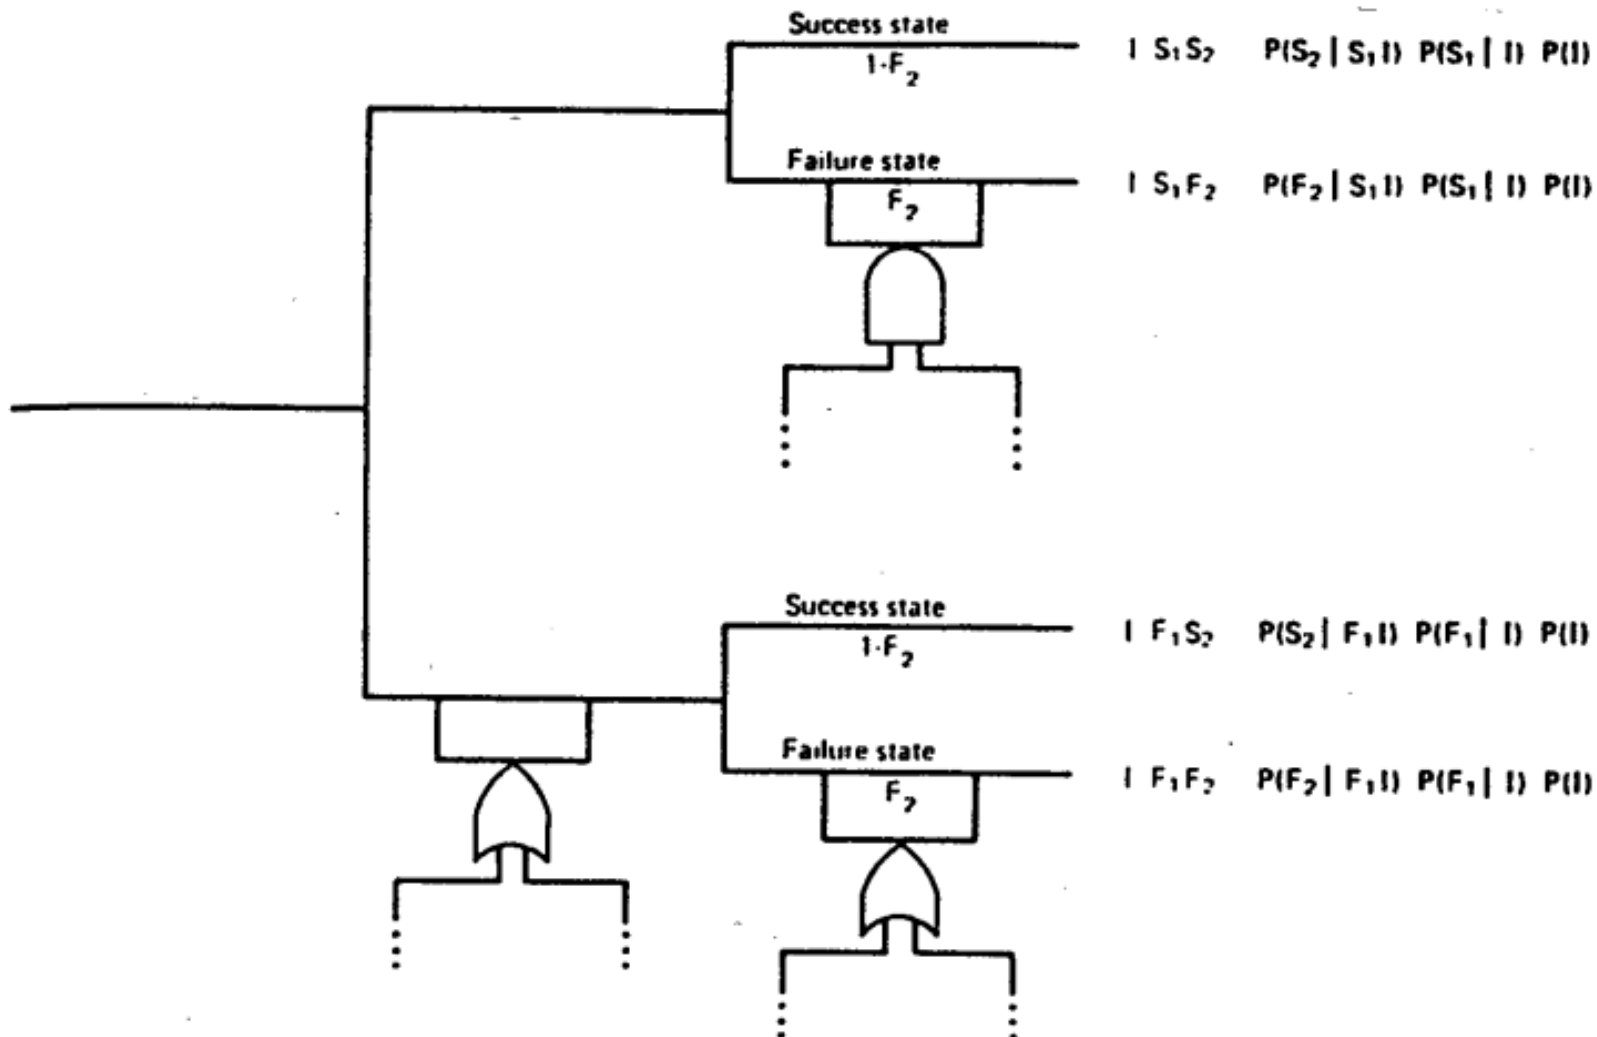 Success state
1-F₂
I S₁S₂ P(S₂ | S₁I) P(S₁ | I) P(I)
Failure state
F₂
I S₁F₂ P(F₂ | S₁I) P(S₁ | I) P(I)
Success state
1-F₂
I F₁S₂ P(S₂ | F₁I) P(F₁ | I) P(I)
Failure state
F₂
I F₁F₂ P(F₂ | F₁I) P(F₁ | I) P(I)